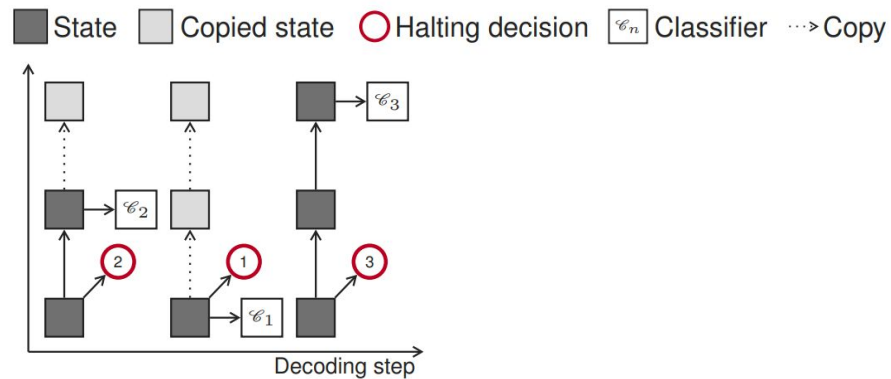 State Copied state Halting decision 𝒞n Classifier Copy
𝒞3
𝒞2
2 1 3
𝒞1
Decoding step